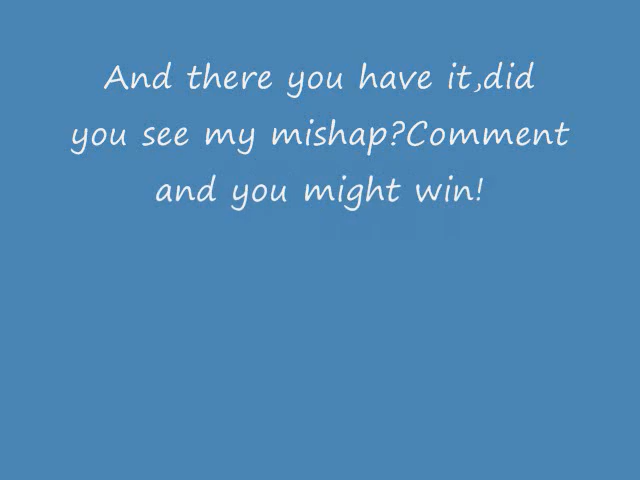 And there you have it,did
you see my mishap?Comment
and you might win!